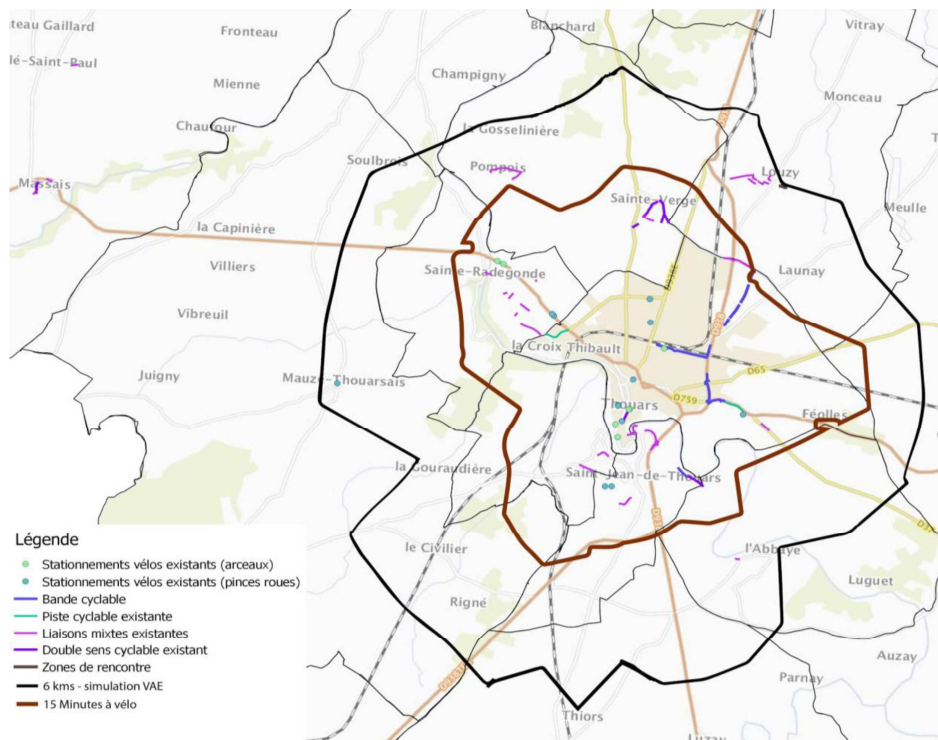 teau Gaillard
Fronteau
Blanchard
Vitray
lé-Saint-Paul
Mienne
Champigny
Monceau
Chautour
la Gosselinière
Soulbrois
Pompois
Louzy
Massais
Sainte-Verge
Meulle
la Capinière
Villiers
Sainte-Radegonde
Launay
D938E
Vibreuil
D938
la Croix Thibault
Juigny
Mauzé-Thouarsais
D65
D759
Thouars
Féolles
la Gouraudière
Saint-Jean-de-Thouars
D37
le Civilier
l'Abbaye
Luguet
Rigné
Auzay
Parnay
Thiors
Luzay
Légende
Stationnements vélos existants (arceaux)
Stationnements vélos existants (pinces roues)
Bande cyclable
Piste cyclable existante
Liaisons mixtes existantes
Double sens cyclable existant
Zones de rencontre
6 kms - simulation VAE
15 Minutes à vélo